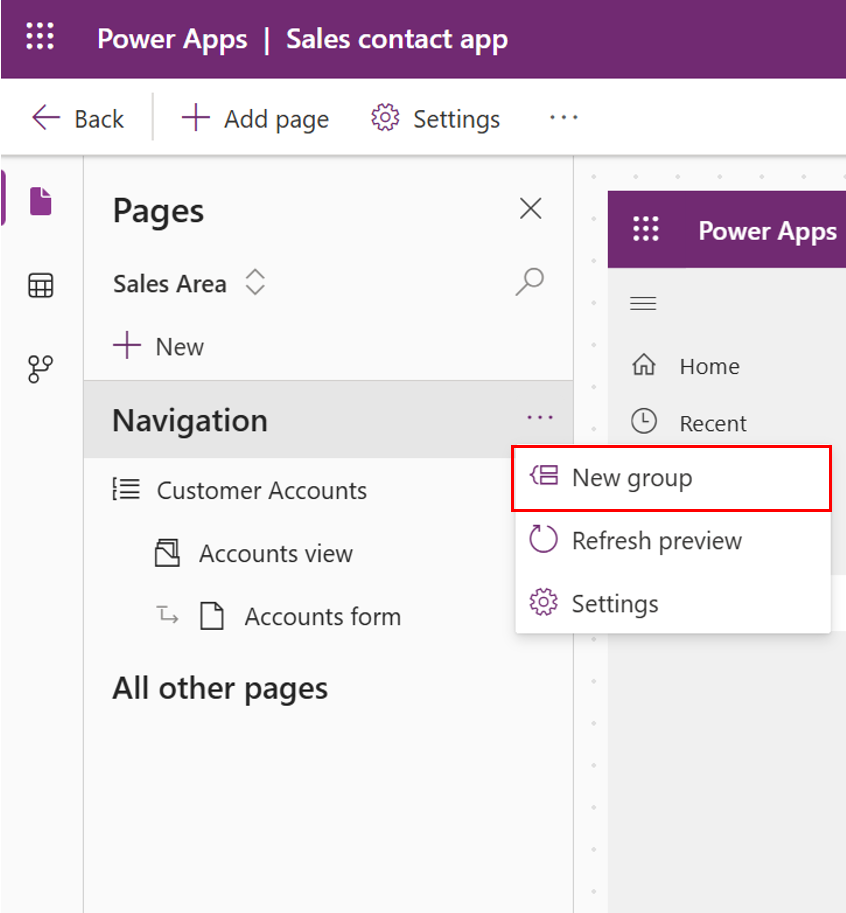 Power Apps | Sales contact app
Back
Add page
Settings
...
Pages
Sales Area
New
Navigation
...
Customer Accounts
Accounts view
Accounts form
All other pages
New group
Refresh preview
Settings
Power Apps
Home
Recent